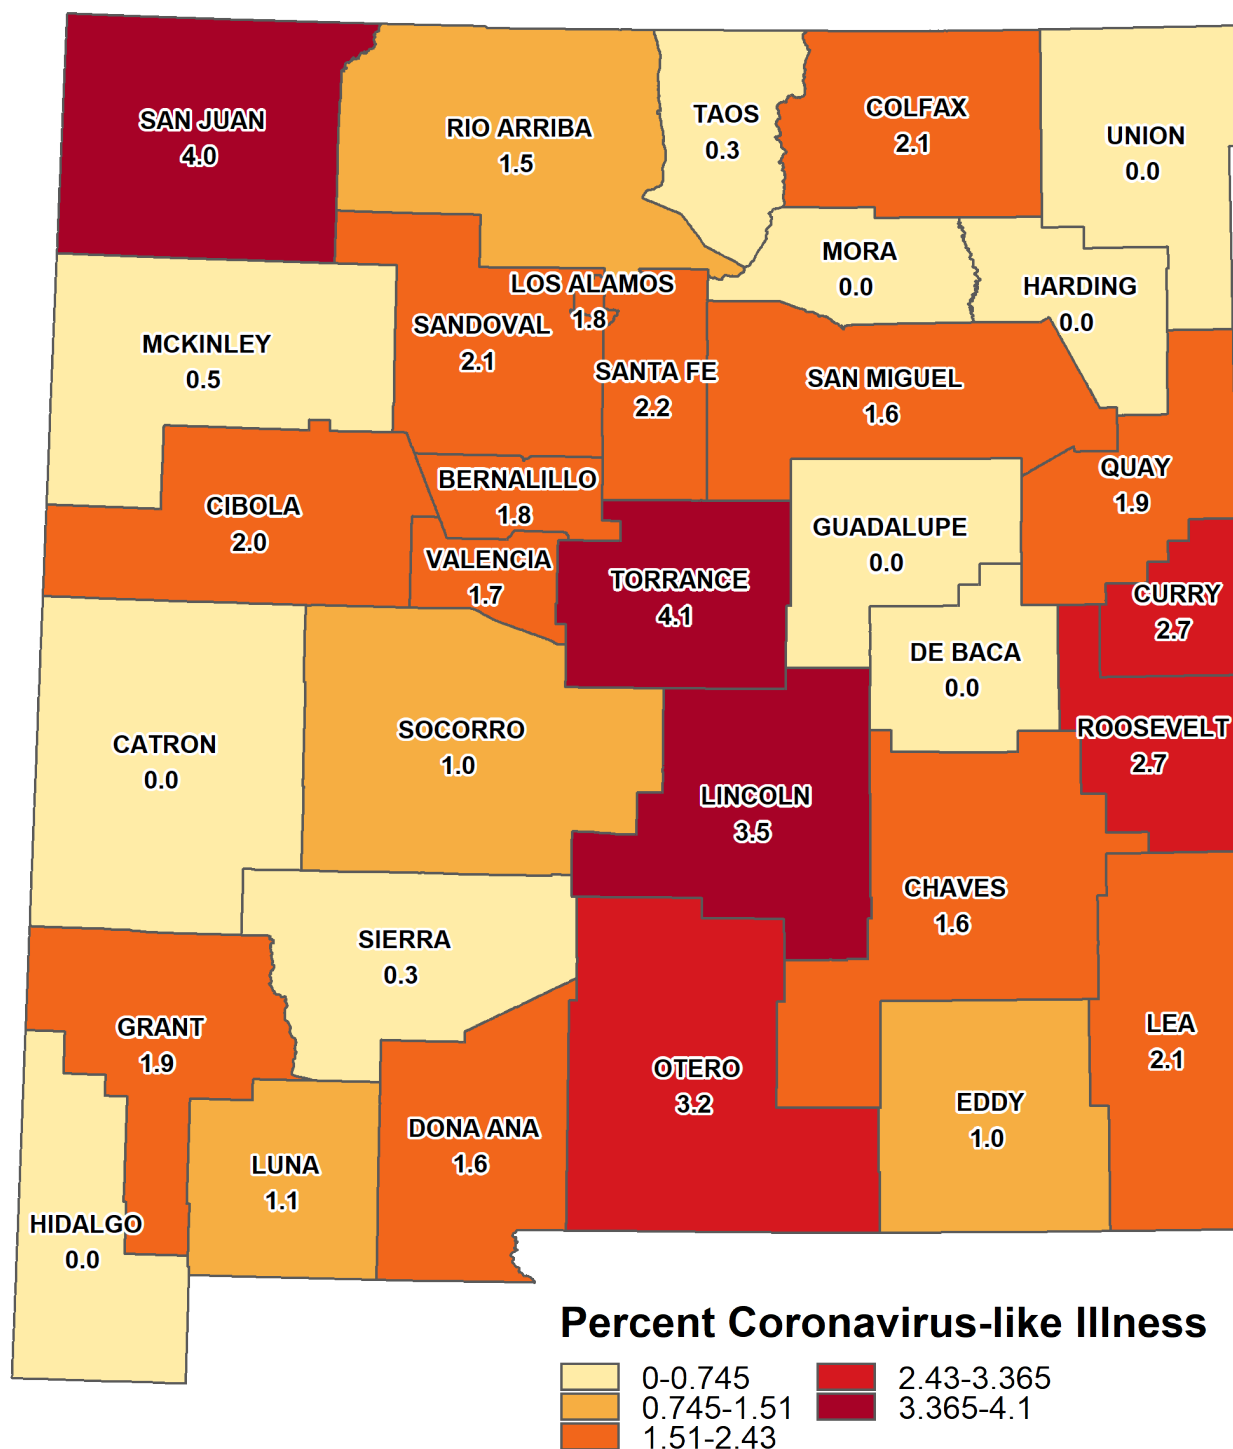 SAN JUAN
4.0
RIO ARRIBA
1.5
TAOS
0.3
COLFAX
2.1
UNION
0.0
MORA
0.0
HARDING
0.0
LOS ALAMOS
1.8
SANDOVAL
2.1
MCKINLEY
0.5
SANTA FE
2.2
SAN MIGUEL
1.6
QUAY
1.9
BERNALILLO
1.8
CIBOLA
2.0
GUADALUPE
0.0
VALENCIA
1.7
TORRANCE
4.1
CURRY
2.7
DE BACA
0.0
ROOSEVELT
2.7
CATRON
0.0
SOCORRO
1.0
LINCOLN
3.5
CHAVES
1.6
SIERRA
0.3
GRANT
1.9
LEA
2.1
OTERO
3.2
EDDY
1.0
DONA ANA
1.6
LUNA
1.1
HIDALGO
0.0
Percent Coronavirus-like Illness
0-0.745
0.745-1.51
1.51-2.43
2.43-3.365
3.365-4.1